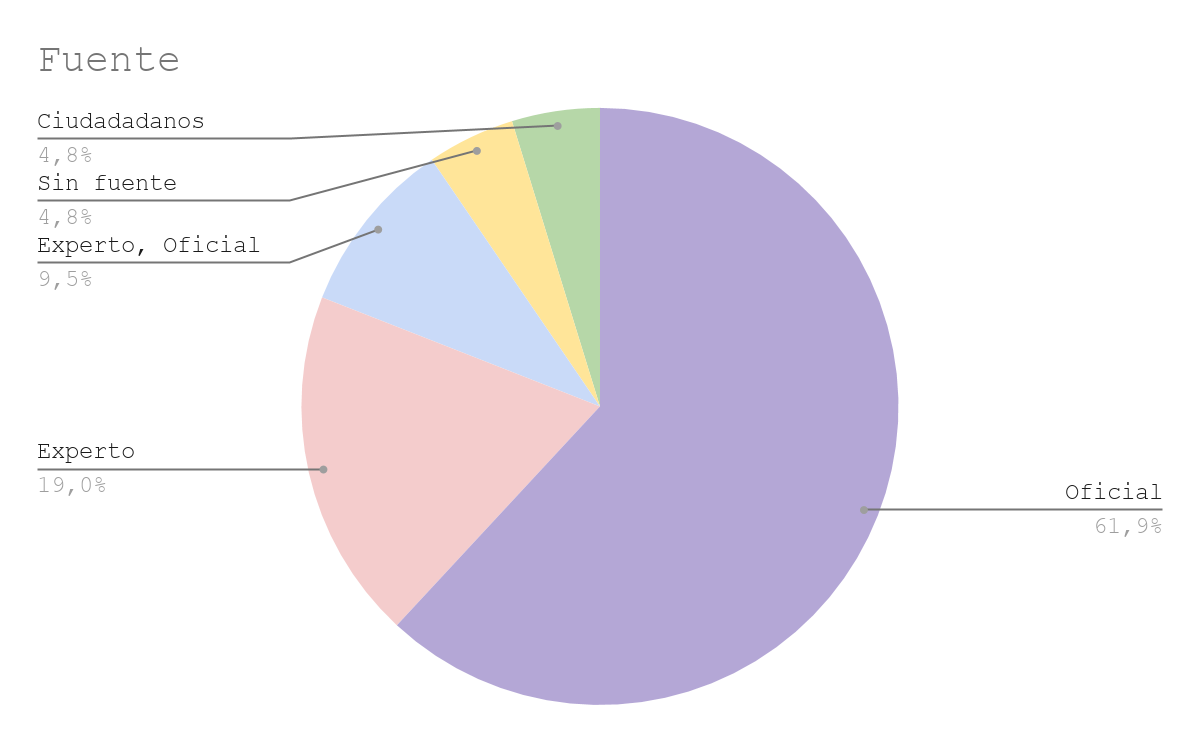 Fuente
Ciudadadanos
4,8%
Sin fuente
4,8%
Experto, Oficial
9,5%
Experto
19,0%
Oficial
61,9%